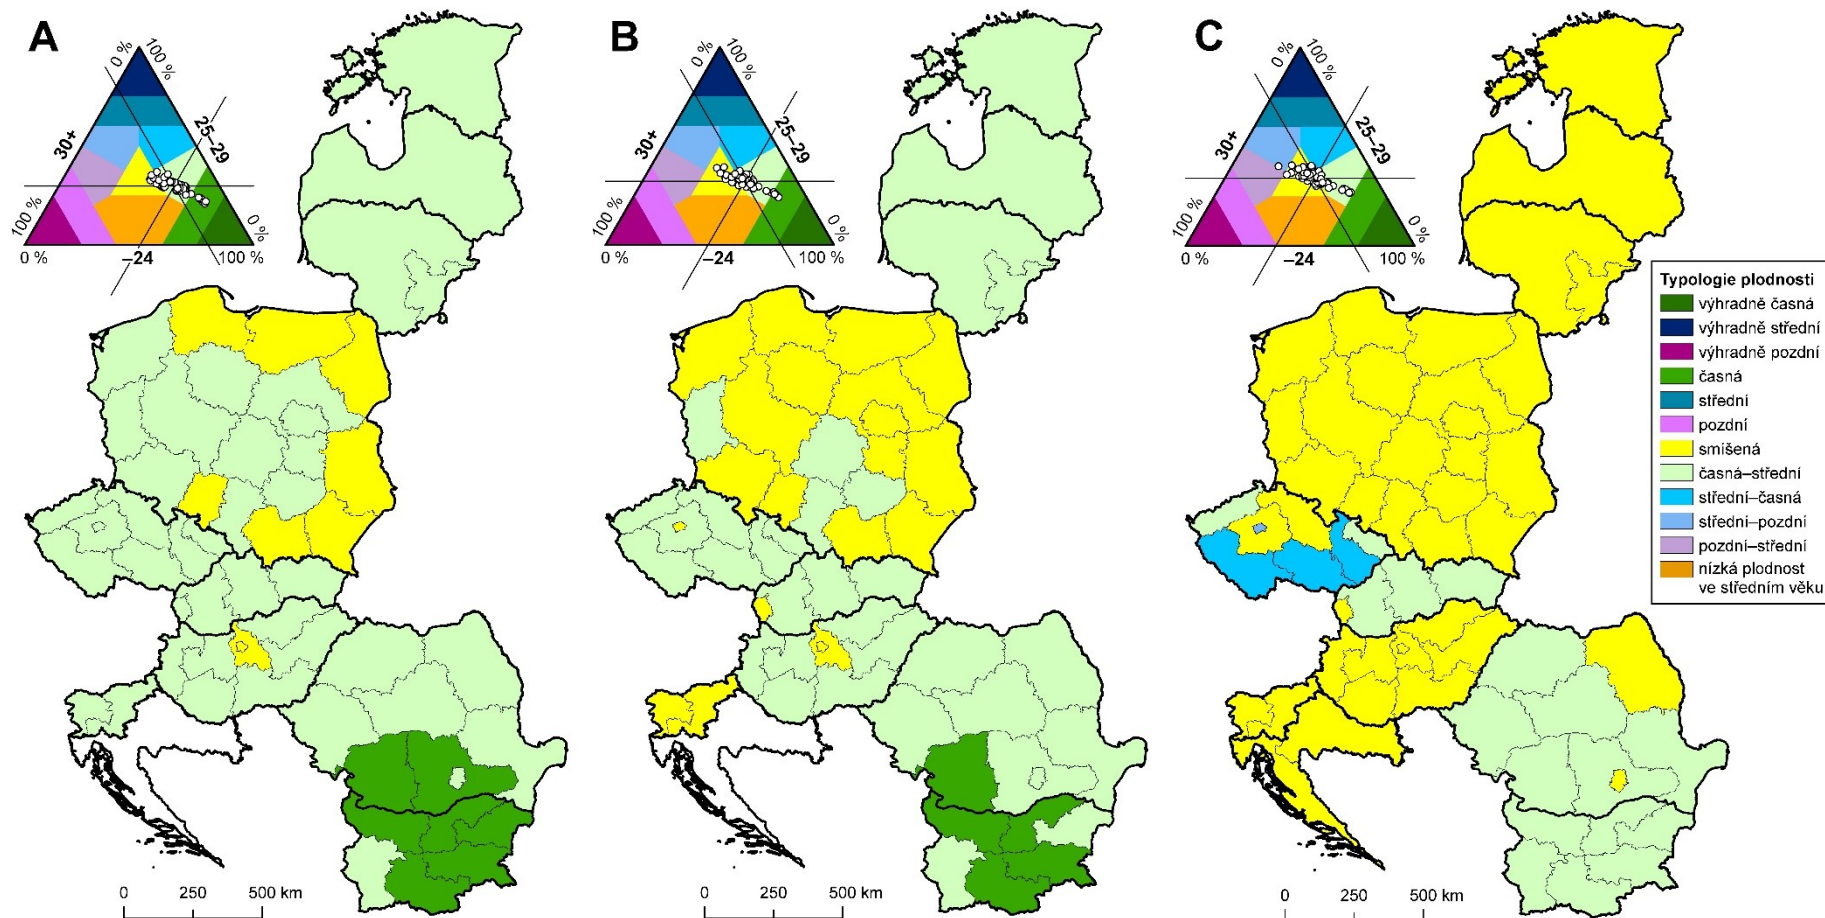 A
0 %
100 %
30+
25–29
100 %
0 %
0 %
–24
100 %
0
250
500 km
B
0 %
100 %
30+
25–29
100 %
0 %
0 %
–24
100 %
0
250
500 km
C
0 %
100 %
30+
25–29
100 %
0 %
0 %
–24
100 %
0
250
500 km
Typologie plodnosti
výhradně časná
výhradně střední
výhradně pozdní
časná
střední
pozdní
smíšená
časná–střední
střední–časná
střední–pozdní
pozdní–střední
nízká plodnost
ve středním věku